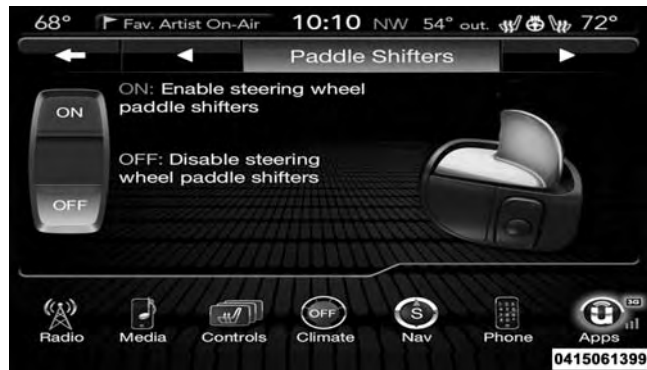 68° Fav. Artist On-Air 10:10 NW 54° out. 72°
Paddle Shifters
ON
OFF
ON: Enable steering wheel
paddle shifters
OFF: Disable steering
wheel paddle shifters
OFF
S
3G
Radio Media Controls Climate Nav Phone Apps
0415061399